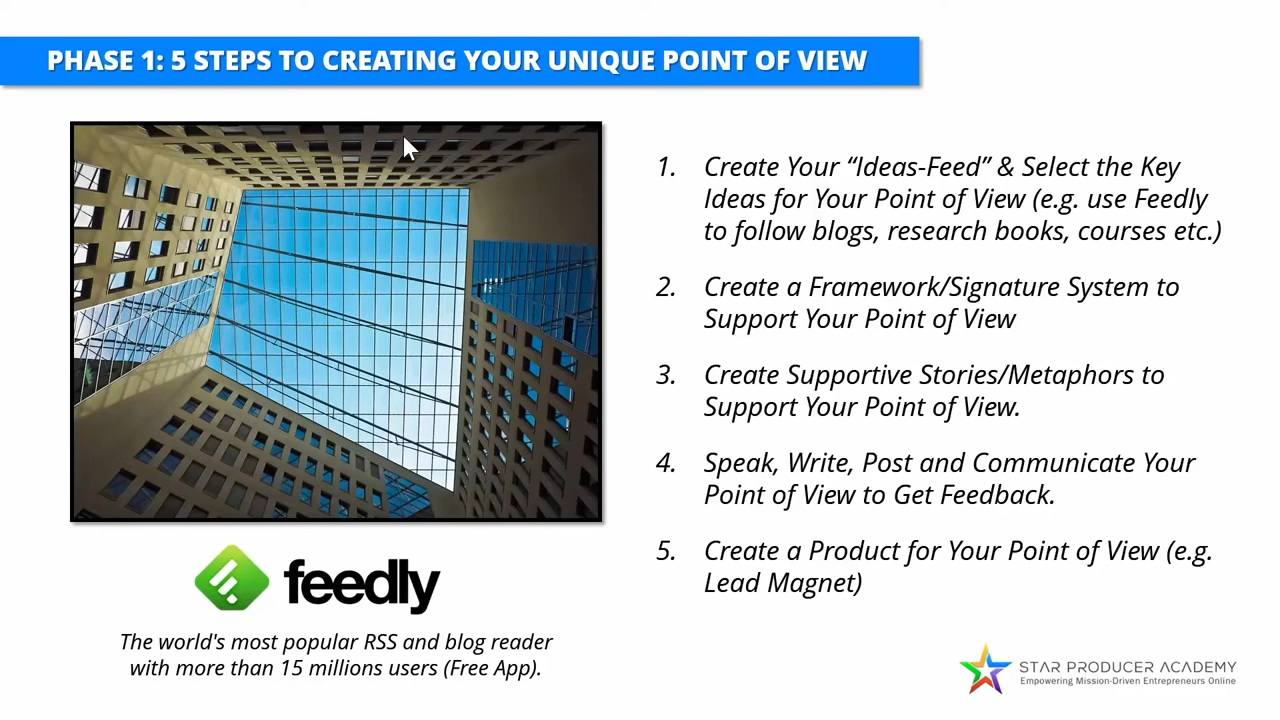 PHASE 1: 5 STEPS TO CREATING YOUR UNIQUE POINT OF VIEW
1. Create Your “Ideas-Feed” & Select the Key
Ideas for Your Point of View (e.g. use Feedly
to follow blogs, research books, courses etc.)
2. Create a Framework/Signature System to
Support Your Point of View
3. Create Supportive Stories/Metaphors to
Support Your Point of View.
4. Speak, Write, Post and Communicate Your
Point of View to Get Feedback.
5. Create a Product for Your Point of View (e.g.
Lead Magnet)
feedly
The world's most popular RSS and blog reader
with more than 15 millions users (Free App).
STAR PRODUCER ACADEMY
Empowering Mission-Driven Entrepreneurs Online